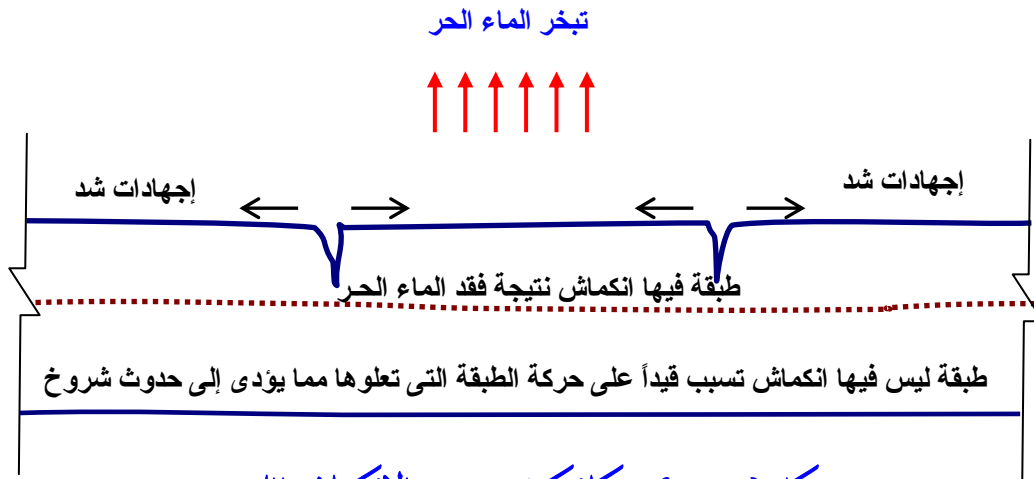 تبخر الماء الحر
إجهادات شد
إجهادات شد
طبقة فيها انكماش نتيجة فقد الماء الحر
طبقة ليس فيها انكماش تسبب قيداً على حركة الطبقة التى تعلوها مما يؤدى إلى حدوث شروخ